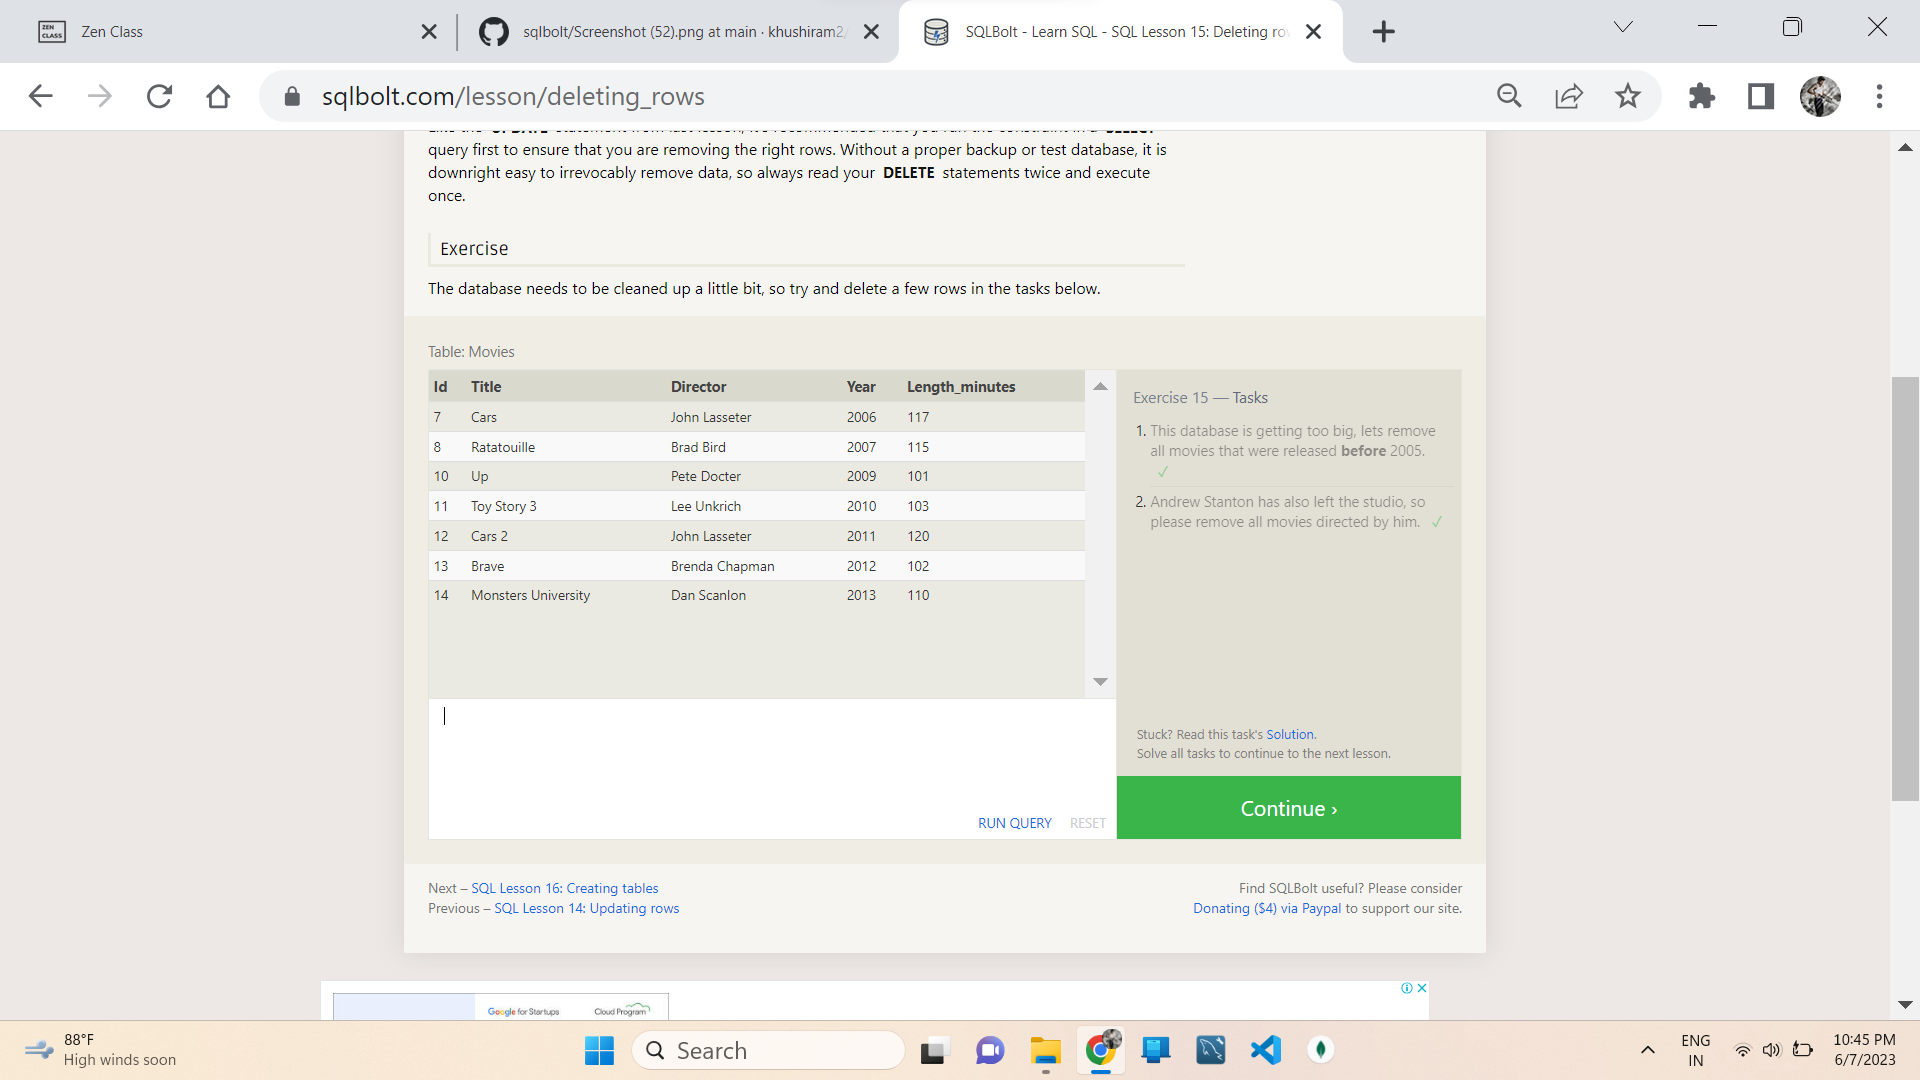 ZEN CLASS
Zen Class
sqlbolt/Screenshot (52).png at main · khushiram2/
SQLBolt - Learn SQL - SQL Lesson 15: Deleting ro
sqlbolt.com/lesson/deleting_rows
query first to ensure that you are removing the right rows. Without a proper backup or test database, it is
downright easy to irrevocably remove data, so always read your DELETE statements twice and execute
once.
Exercise
The database needs to be cleaned up a little bit, so try and delete a few rows in the tasks below.
Table: Movies
Id Title Director Year Length_minutes
7 Cars John Lasseter 2006 117
8 Ratatouille Brad Bird 2007 115
10 Up Pete Docter 2009 101
11 Toy Story 3 Lee Unkrich 2010 103
12 Cars 2 John Lasseter 2011 120
13 Brave Brenda Chapman 2012 102
14 Monsters University Dan Scanlon 2013 110
RUN QUERY RESET
Exercise 15 — Tasks
1. This database is getting too big, lets remove
all movies that were released before 2005.
✓
2. Andrew Stanton has also left the studio, so
please remove all movies directed by him. ✓
Stuck? Read this task's Solution.
Solve all tasks to continue to the next lesson.
Continue ›
Next – SQL Lesson 16: Creating tables
Previous – SQL Lesson 14: Updating rows
Find SQLBolt useful? Please consider
Donating ($4) via Paypal to support our site.
Google for Startups Cloud Program
88°F
High winds soon
Search
ENG
IN
10:45 PM
6/7/2023